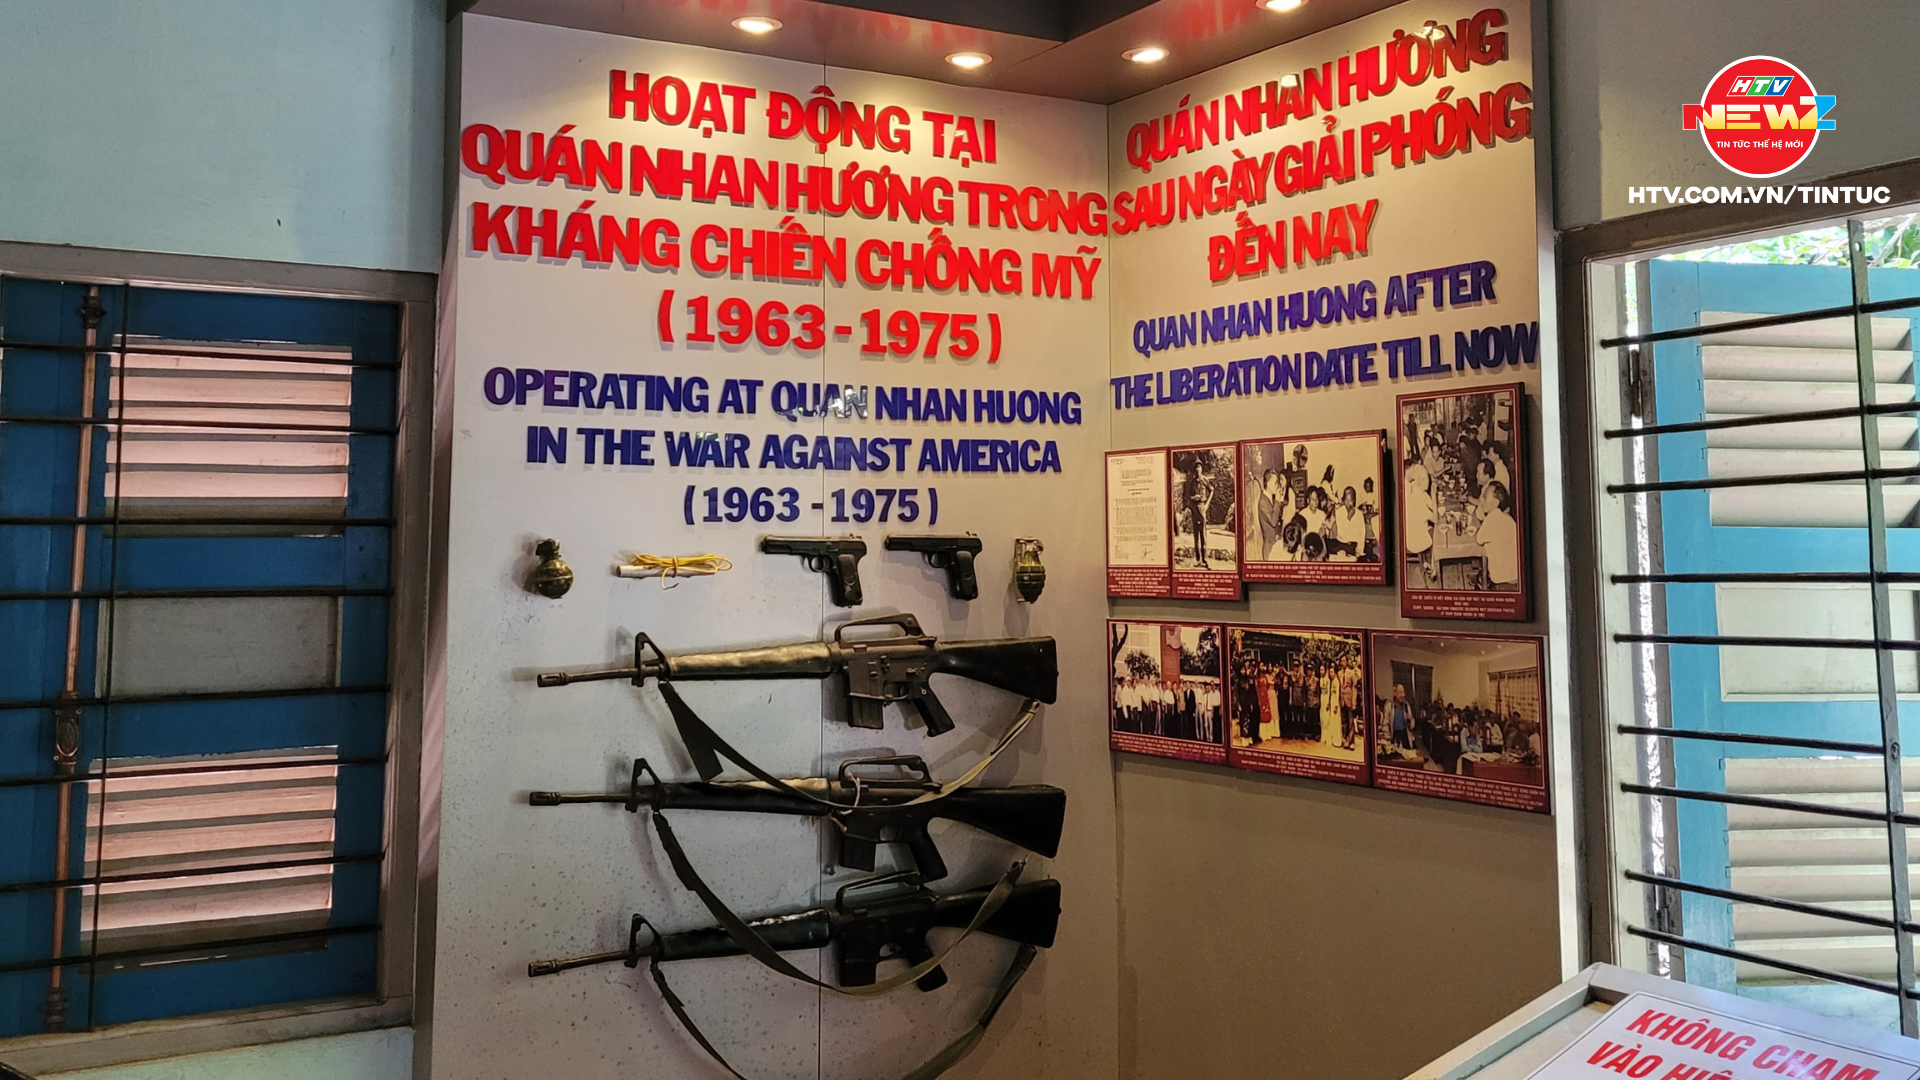 HOẠT ĐỘNG TẠI
QUÁN NHAN HƯƠNG TRONG
KHÁNG CHIẾN CHỐNG MỸ
(1963 - 1975)
OPERATING AT QUAN NHAN HUONG
IN THE WAR AGAINST AMERICA
(1963 - 1975)
QUÁN NHAN HƯƠNG
SAU NGÀY GIẢI PHÓNG
ĐẾN NAY
QUAN NHAN HUONG AFTER
THE LIBERATION DATE TILL NOW
HTV
NEWZ
TIN TỨC THẾ HỆ MỚI
HTV.COM.VN/TINTUC
KHÔNG CHẠM
VÀO